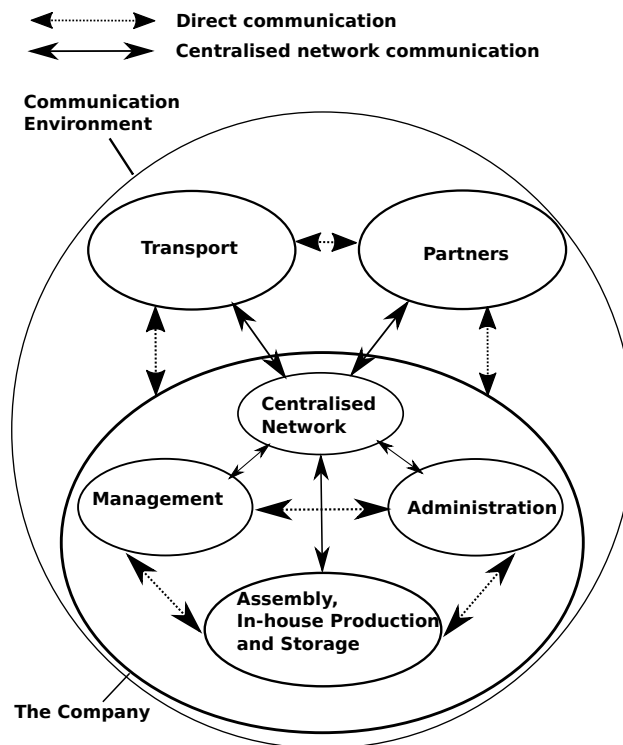 Direct communication
Centralised network communication
Communication
Environment
Transport
Partners
Centralised
Network
Management
Administration
Assembly,
In-house Production
and Storage
The Company